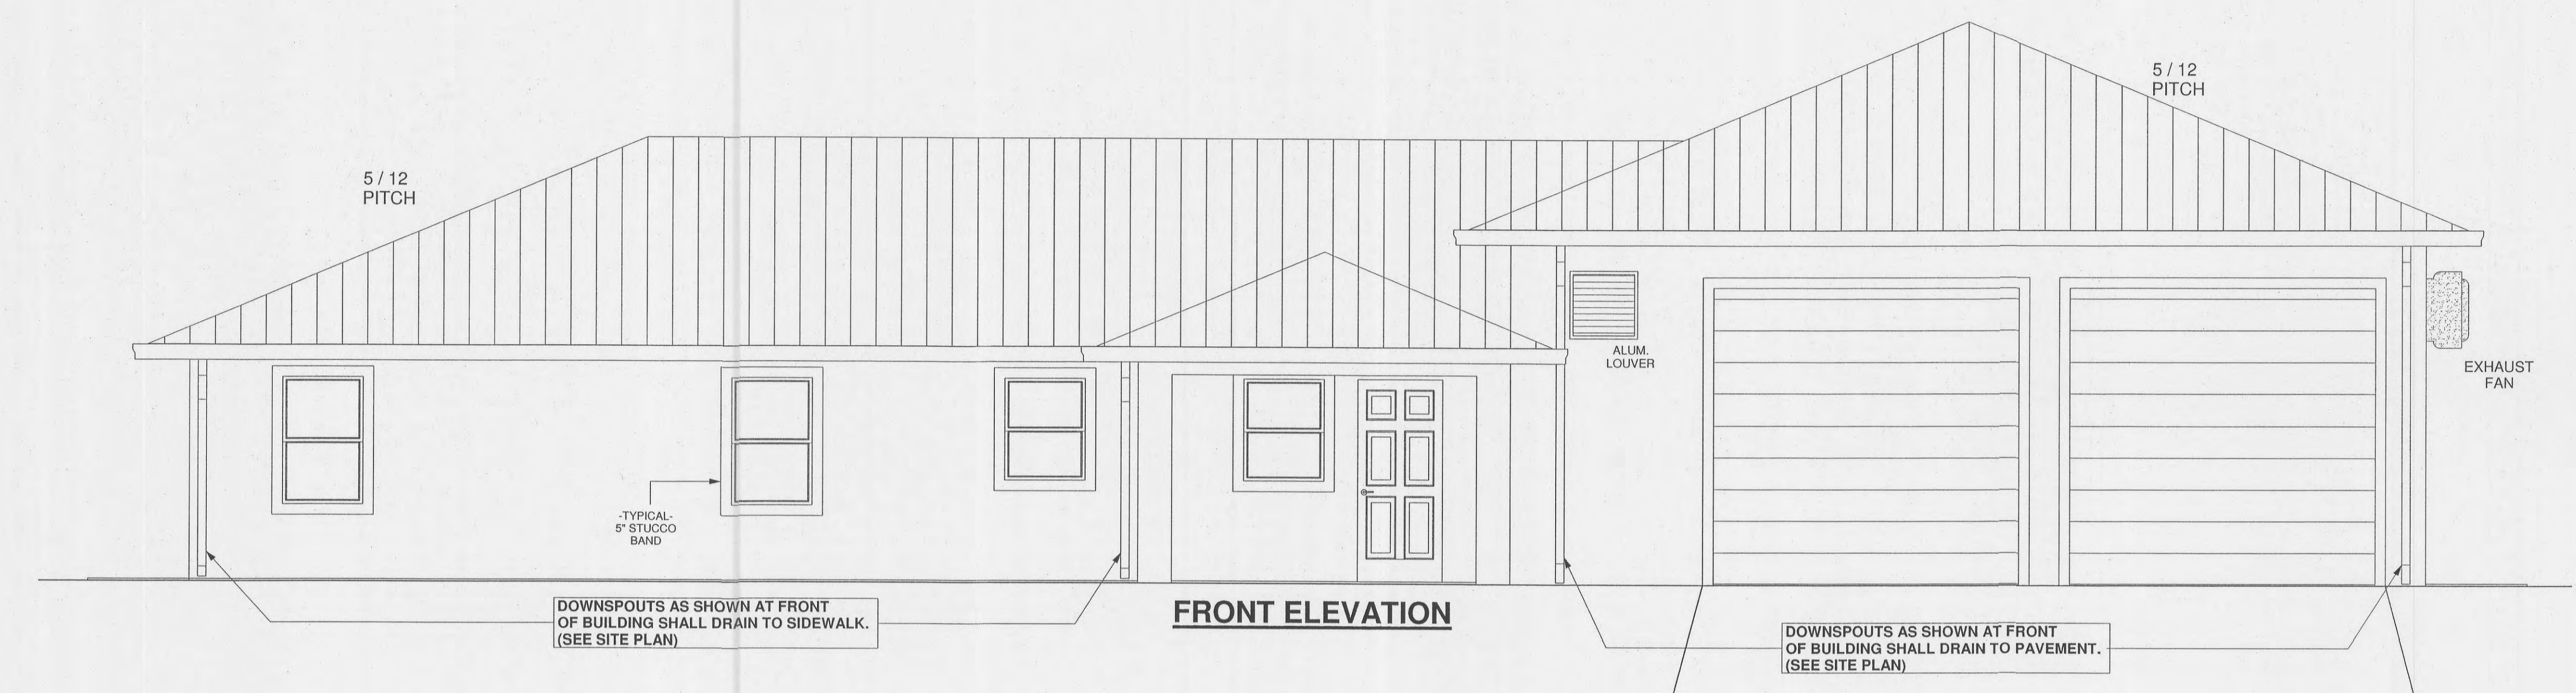 5 / 12
PITCH
5 / 12
PITCH
ALUM.
LOUVER
EXHAUST
FAN
-TYPICAL-
5" STUCCO
BAND
DOWNSPOUTS AS SHOWN AT FRONT
OF BUILDING SHALL DRAIN TO SIDEWALK.
(SEE SITE PLAN)
FRONT ELEVATION
DOWNSPOUTS AS SHOWN AT FRONT
OF BUILDING SHALL DRAIN TO PAVEMENT.
(SEE SITE PLAN)